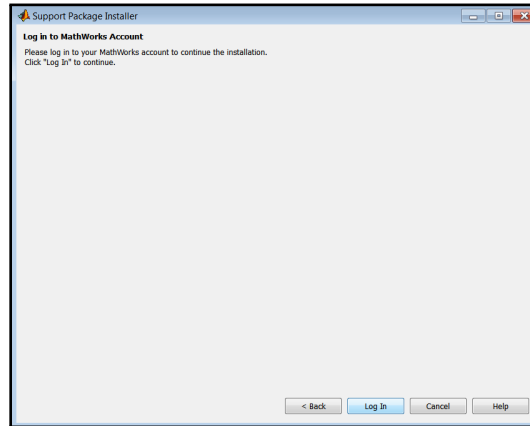 Support Package Installer
Log in to MathWorks Account
Please log in to your MathWorks account to continue the installation.
Click "Log In" to continue.
< Back Log In Cancel Help